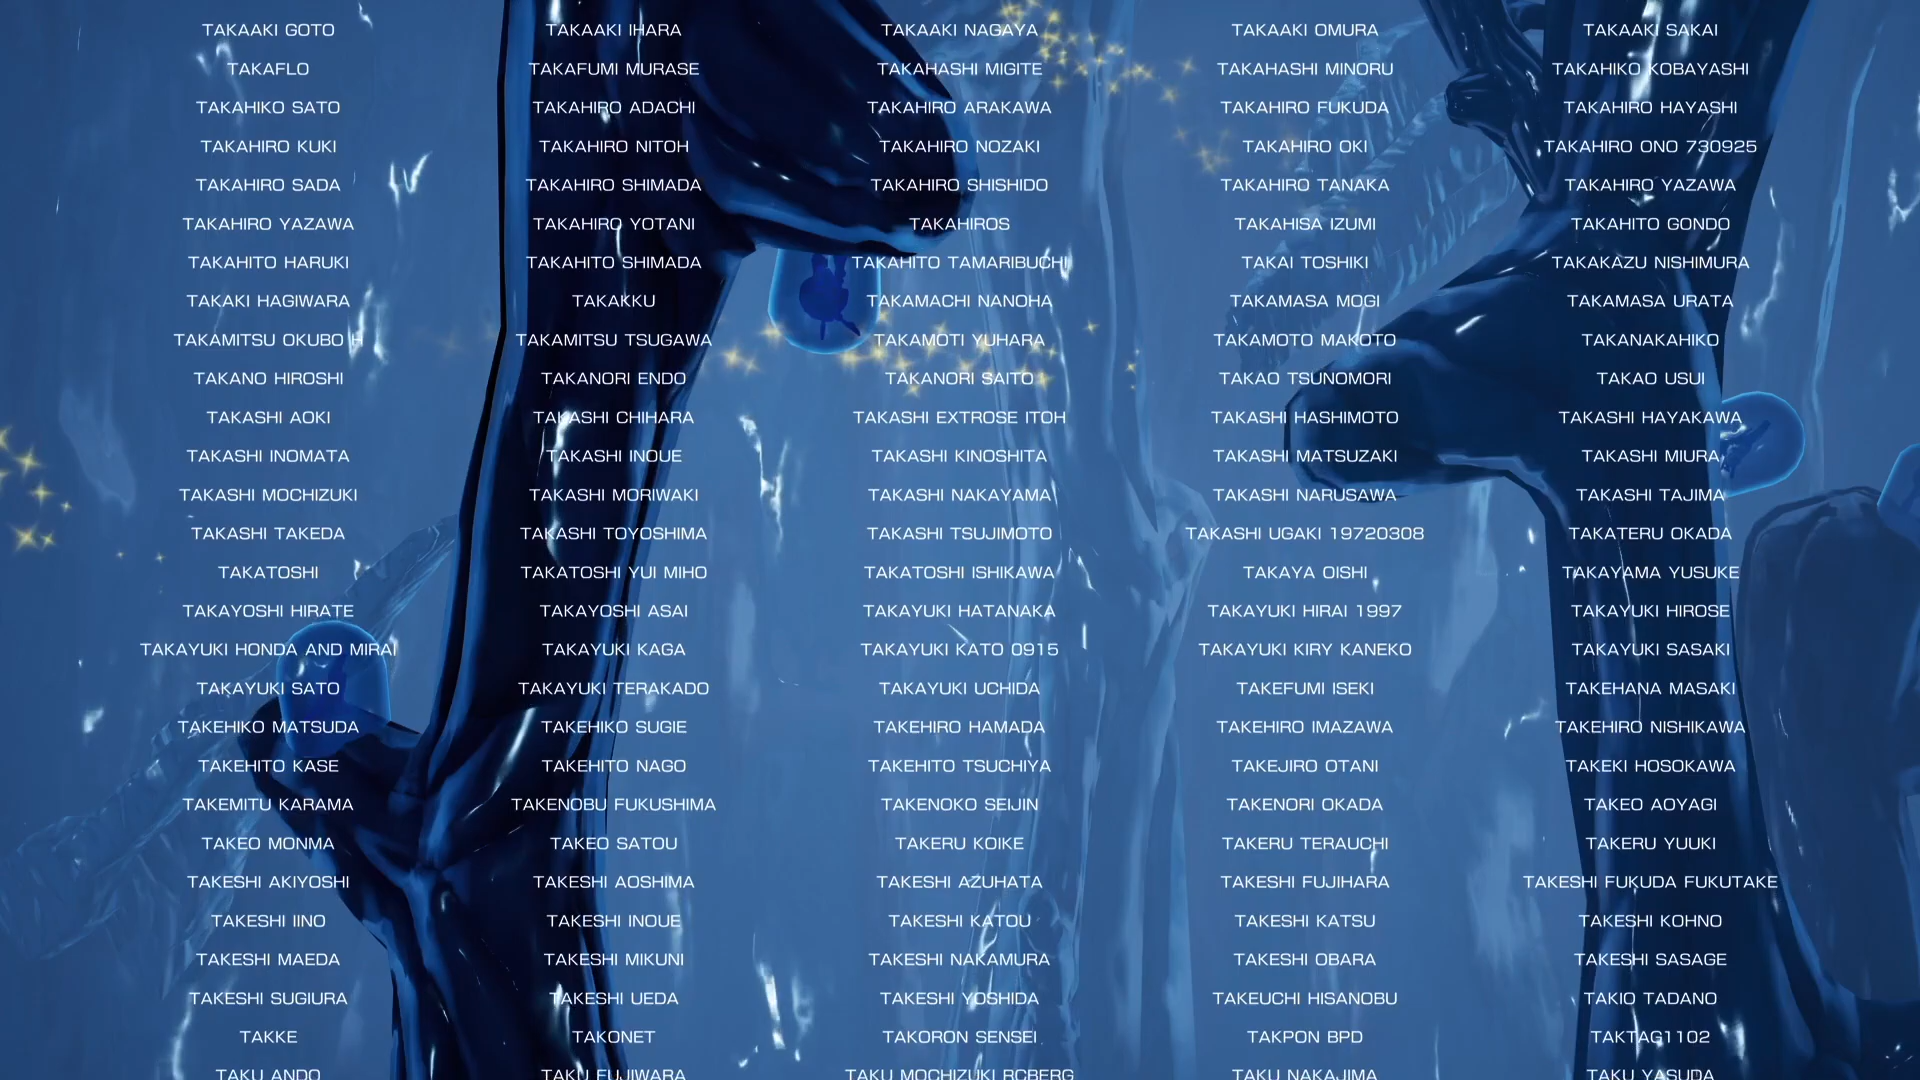 TAKAAKI GOTO TAKAAKI IHARA TAKAAKI NAGAYA TAKAAKI OMURA TAKAAKI SAKAI
TAKAFLO TAKAFUMI MURASE TAKAHASHI MIGITE TAKAHASHI MINORU TAKAHIKO KOBAYASHI
TAKAHIKO SATO TAKAHIRO ADACHI TAKAHIRO ARAKAWA TAKAHIRO FUKUDA TAKAHIRO HAYASHI
TAKAHIRO KUKI TAKAHIRO NITOH TAKAHIRO NOZAKI TAKAHIRO OKI TAKAHIRO ONO 730925
TAKAHIRO SADA TAKAHIRO SHIMADA TAKAHIRO SHISHIDO TAKAHIRO TANAKA TAKAHIRO YAZAWA
TAKAHIRO YAZAWA TAKAHIRO YOTANI TAKAHIROS TAKAHISA IZUMI TAKAHITO GONDO
TAKAHITO HARUKI TAKAHITO SHIMADA TAKAHITO TAMARIBUCHI TAKAI TOSHIKI TAKAKAZU NISHIMURA
TAKAKI HAGIWARA TAKAKKU TAKAMACHI NANOHA TAKAMASA MOGI TAKAMASA URATA
TAKAMITSU OKUBO H TAKAMITSU TSUGAWA TAKAMOTI YUHARA TAKAMOTO MAKOTO TAKANAKAHIKO
TAKANO HIROSHI TAKANORI ENDO TAKANORI SAITO TAKAO TSUNOMORI TAKAO USUI
TAKASHI AOKI TAKASHI CHIHARA TAKASHI EXTROSE ITOH TAKASHI HASHIMOTO TAKASHI HAYAKAWA
TAKASHI INOMATA TAKASHI INOUE TAKASHI KINOSHITA TAKASHI MATSUZAKI TAKASHI MIURA
TAKASHI MOCHIZUKI TAKASHI MORIWAKI TAKASHI NAKAYAMA TAKASHI NARUSAWA TAKASHI TAJIMA
TAKASHI TAKEDA TAKASHI TOYOSHIMA TAKASHI TSUJIMOTO TAKASHI UGAKI 19720308 TAKATERU OKADA
TAKATOSHI TAKATOSHI YUI MIHO TAKATOSHI ISHIKAWA TAKAYA OISHI TAKAYAMA YUSUKE
TAKAYOSHI HIRATE TAKAYOSHI ASAI TAKAYUKI HATANAKA TAKAYUKI HIRAI 1997 TAKAYUKI HIROSE
TAKAYUKI HONDA AND MIRAI TAKAYUKI KAGA TAKAYUKI KATO 0915 TAKAYUKI KIRY KANEKO TAKAYUKI SASAKI
TAKAYUKI SATO TAKAYUKI TERAKADO TAKAYUKI UCHIDA TAKEFUMI ISEKI TAKEHANA MASAKI
TAKEHIKO MATSUDA TAKEHIKO SUGIE TAKEHIRO HAMADA TAKEHIRO IMAZAWA TAKEHIRO NISHIKAWA
TAKEHITO KASE TAKEHITO NAGO TAKEHITO TSUCHIYA TAKEJIRO OTANI TAKEKI HOSOKAWA
TAKEMITU KARAMA TAKENOBU FUKUSHIMA TAKENOKO SEIJIN TAKENORI OKADA TAKEO AOYAGI
TAKEO MONMA TAKEO SATOU TAKERU KOIKE TAKERU TERAUCHI TAKERU YUUKI
TAKESHI AKIYOSHI TAKESHI AOSHIMA TAKESHI AZUHATA TAKESHI FUJIHARA TAKESHI FUKUDA FUKUTAKE
TAKESHI IINO TAKESHI INOUE TAKESHI KATOU TAKESHI KATSU TAKESHI KOHNO
TAKESHI MAEDA TAKESHI MIKUNI TAKESHI NAKAMURA TAKESHI OBARA TAKESHI SASAGE
TAKESHI SUGIURA TAKESHI UEDA TAKESHI YOSHIDA TAKEUCHI HISANOBU TAKIO TADANO
TAKKE TAKONET TAKORON SENSEI TAKPON BPD TAKTAG1102
TAKU ANDO TAKU FUJIWARA TAKU MOCHIZUKI RCBERG TAKU NAKAJIMA TAKU YASUDA